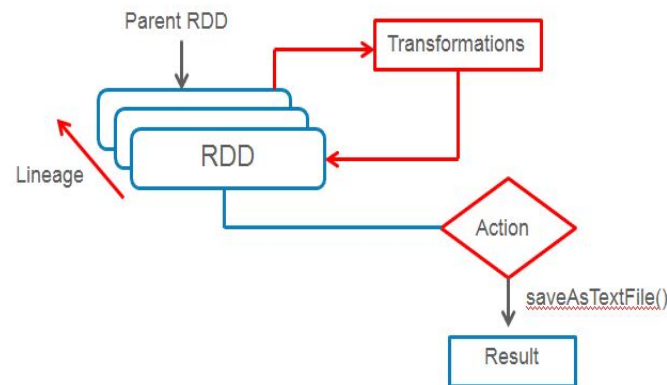 Parent RDD
Transformations
RDD
Lineage
Action
saveAsTextFile()
Result